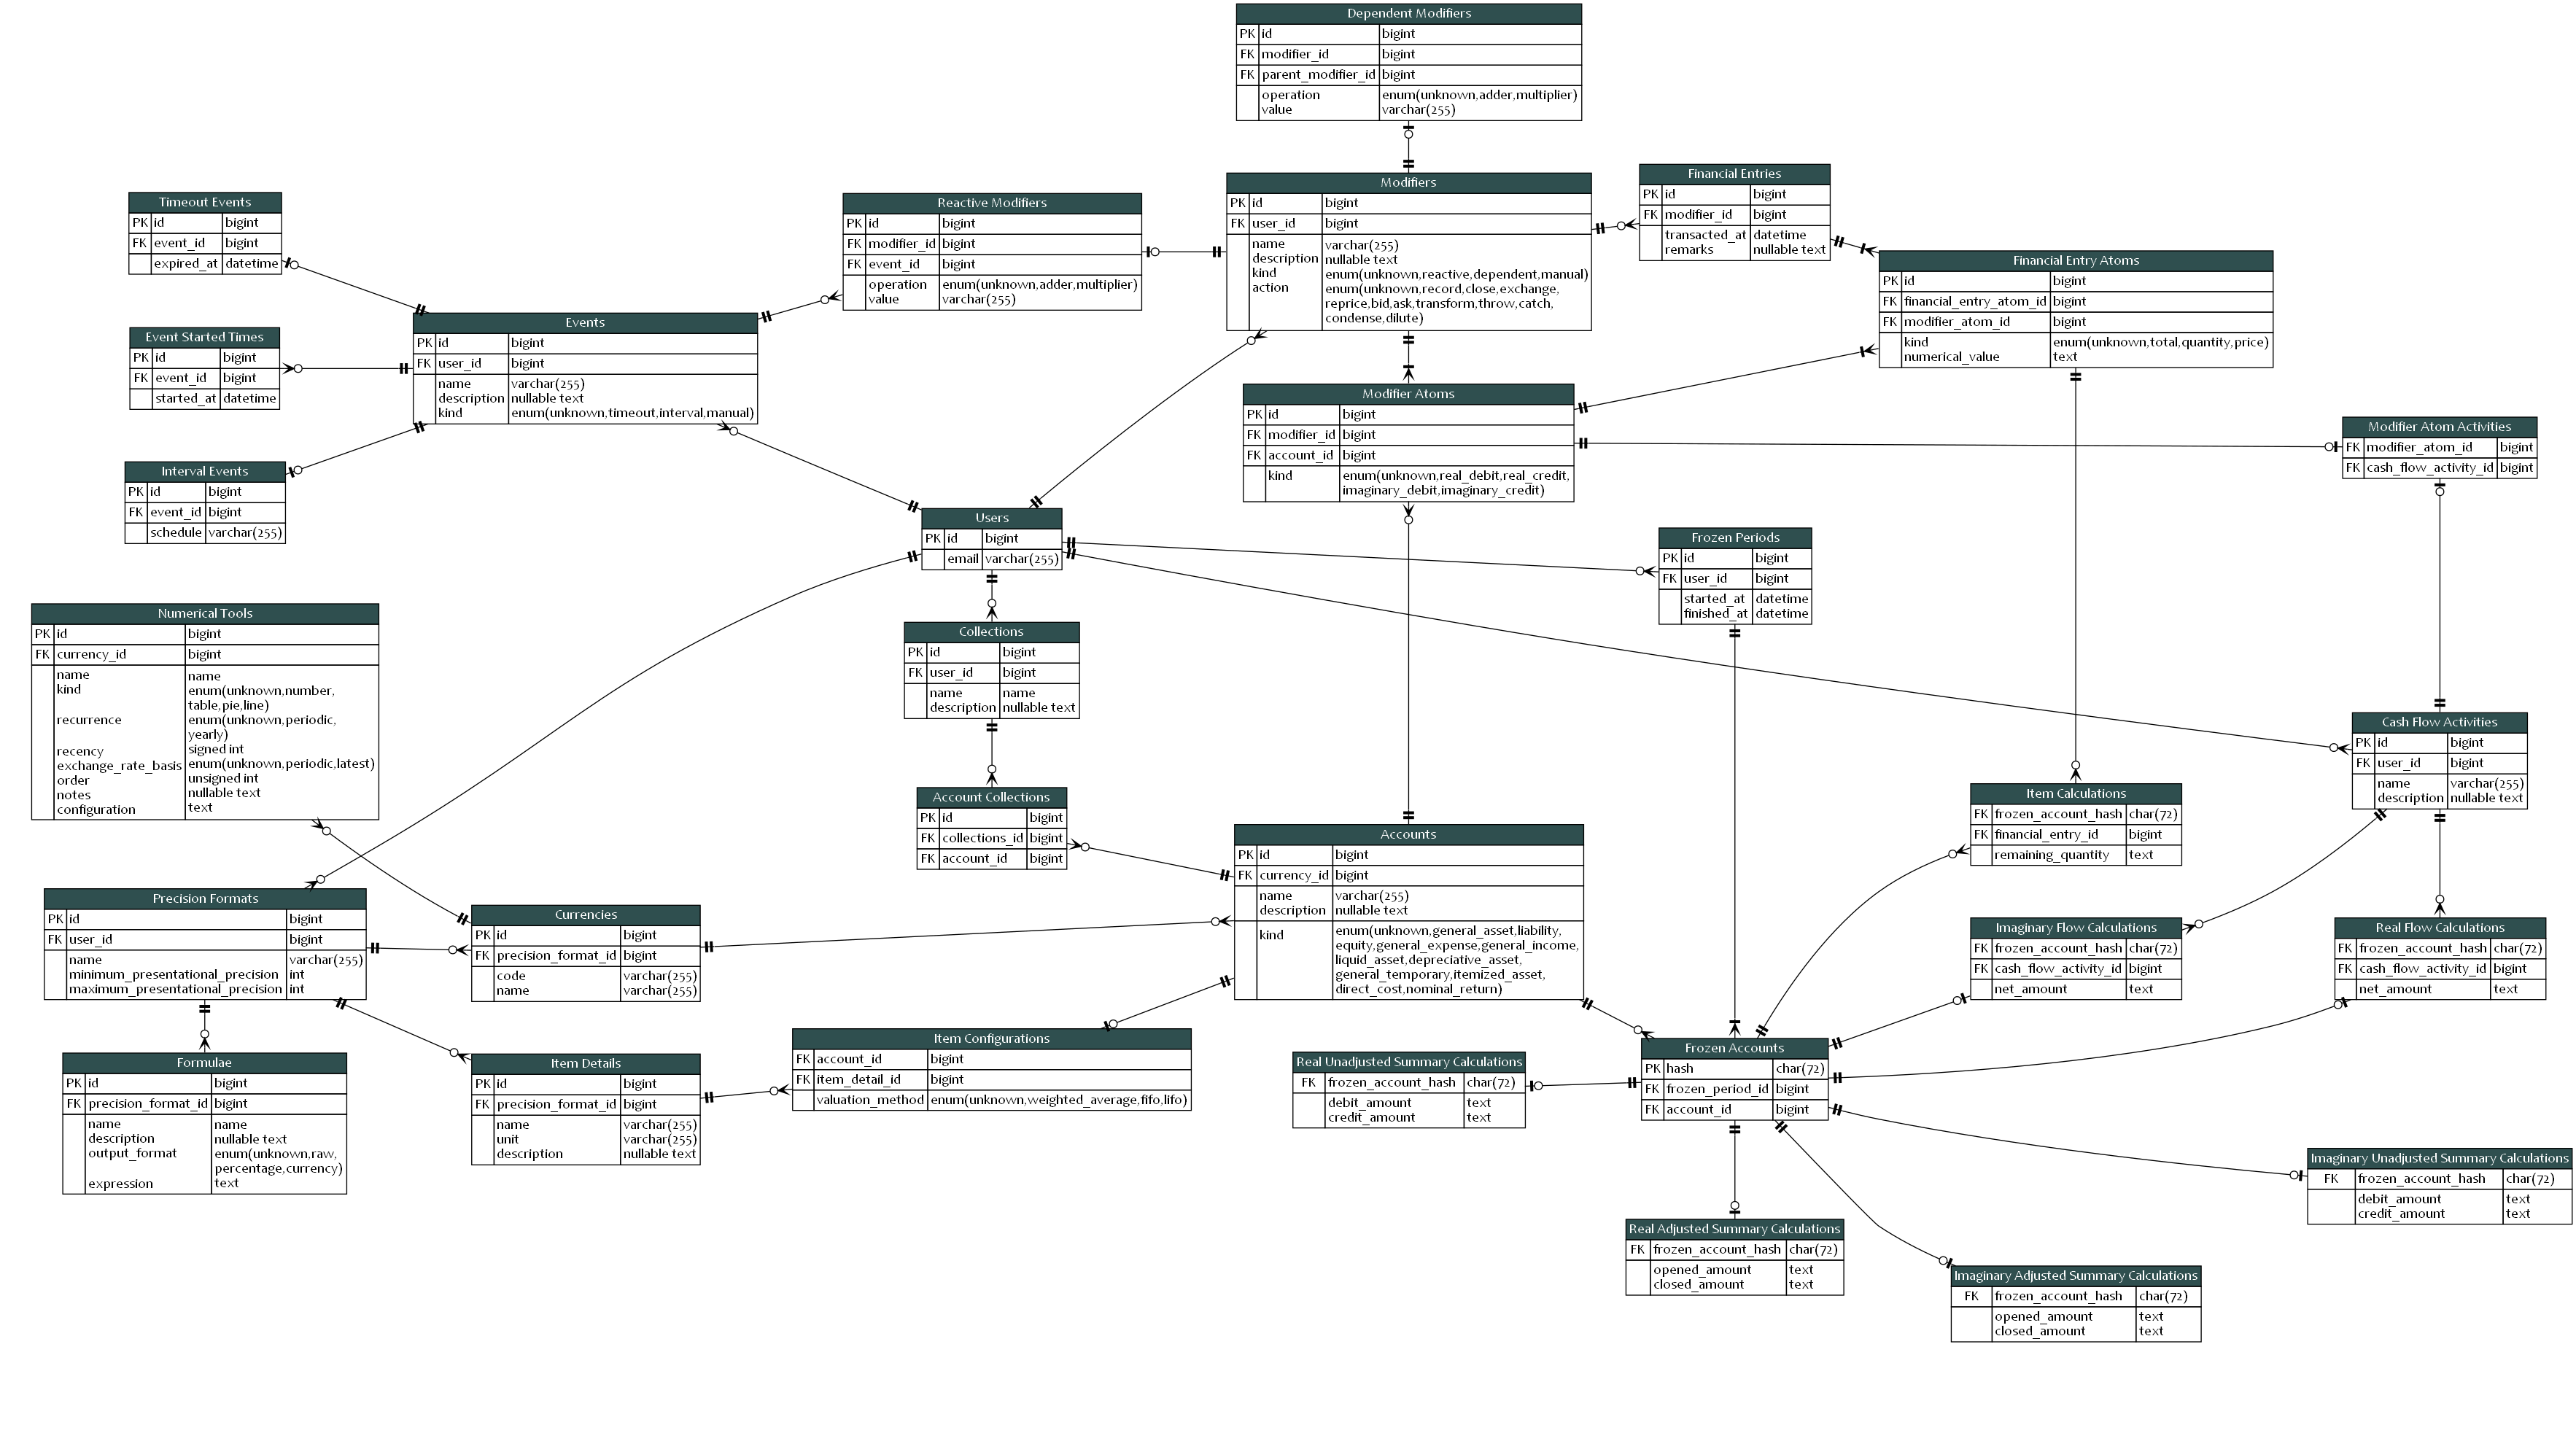 Dependent Modifiers
PK id bigint
FK modifier_id bigint
FK parent_modifier_id bigint
operation enum(unknown,adder,multiplier)
value varchar(255)
Timeout Events
PK id bigint
FK event_id bigint
expired_at datetime
Reactive Modifiers
PK id bigint
FK modifier_id bigint
FK event_id bigint
operation enum(unknown,adder,multiplier)
value varchar(255)
Modifiers
PK id bigint
FK user_id bigint
name varchar(255)
description nullable text
kind enum(unknown,reactive,dependent,manual)
action enum(unknown,record,close,exchange,
reprice,bid,ask,transform,throw,catch,
condense,dilute)
Financial Entries
PK id bigint
FK modifier_id bigint
transacted_at datetime
remarks nullable text
Financial Entry Atoms
PK id bigint
FK financial_entry_atom_id bigint
FK modifier_atom_id bigint
kind enum(unknown,total,quantity,price)
numerical_value text
Event Started Times
PK id bigint
FK event_id bigint
started_at datetime
Events
PK id bigint
FK user_id bigint
name varchar(255)
description nullable text
kind enum(unknown,timeout,interval,manual)
Interval Events
PK id bigint
FK event_id bigint
schedule varchar(255)
Modifier Atoms
PK id bigint
FK modifier_id bigint
FK account_id bigint
kind enum(unknown,real_debit,real_credit,
imaginary_debit,imaginary_credit)
Modifier Atom Activities
FK modifier_atom_id bigint
FK cash_flow_activity_id bigint
Users
PK id bigint
email varchar(255)
Frozen Periods
PK id bigint
FK user_id bigint
started_at datetime
finished_at datetime
Numerical Tools
PK id bigint
FK currency_id bigint
name name
kind enum(unknown,number,
table,pie,line)
recurrence enum(unknown,periodic,
yearly)
recency signed int
exchange_rate_basis enum(unknown,periodic,latest)
order unsigned int
notes nullable text
configuration text
Collections
PK id bigint
FK user_id bigint
name name
description nullable text
Cash Flow Activities
PK id bigint
FK user_id bigint
name varchar(255)
description nullable text
Account Collections
PK id bigint
FK collections_id bigint
FK account_id bigint
Accounts
PK id bigint
FK currency_id bigint
name varchar(255)
description nullable text
kind enum(unknown,general_asset,liability,
equity,general_expense,general_income,
liquid_asset,depreciative_asset,
general_temporary,itemized_asset,
direct_cost,nominal_return)
Item Calculations
FK frozen_account_hash char(72)
FK financial_entry_id bigint
remaining_quantity text
Precision Formats
PK id bigint
FK user_id bigint
name varchar(255)
minimum_presentational_precision int
maximum_presentational_precision int
Currencies
PK id bigint
FK precision_format_id bigint
code varchar(255)
name varchar(255)
Imaginary Flow Calculations
FK frozen_account_hash char(72)
FK cash_flow_activity_id bigint
net_amount text
Real Flow Calculations
FK frozen_account_hash char(72)
FK cash_flow_activity_id bigint
net_amount text
Formulae
PK id bigint
FK precision_format_id bigint
name name
description nullable text
output_format enum(unknown,raw,
percentage,currency)
expression text
Item Details
PK id bigint
FK precision_format_id bigint
name varchar(255)
unit varchar(255)
description nullable text
Item Configurations
FK account_id bigint
FK item_detail_id bigint
valuation_method enum(unknown,weighted_average,fifo,lifo)
Real Unadjusted Summary Calculations
FK frozen_account_hash char(72)
debit_amount text
credit_amount text
Frozen Accounts
PK hash char(72)
FK frozen_period_id bigint
FK account_id bigint
Imaginary Unadjusted Summary Calculations
FK frozen_account_hash char(72)
debit_amount text
credit_amount text
Real Adjusted Summary Calculations
FK frozen_account_hash char(72)
opened_amount text
closed_amount text
Imaginary Adjusted Summary Calculations
FK frozen_account_hash char(72)
opened_amount text
closed_amount text